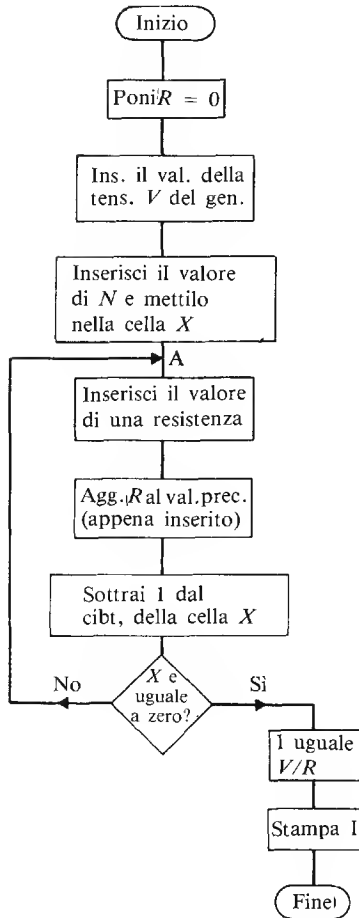 Inizio
Poni R = 0
Ins. il val. della
tens. V del gen.
Inserisci il valore
di N e mettilo
nella cella X
A
Inserisci il valore
di una resistenza
Agg. R al val. prec.
(appena inserito)
Sottrai 1 dal
cibt, della cella X
No
X e
uguale
a zero?
Sì
I uguale
V/R
Stampa I
Fine